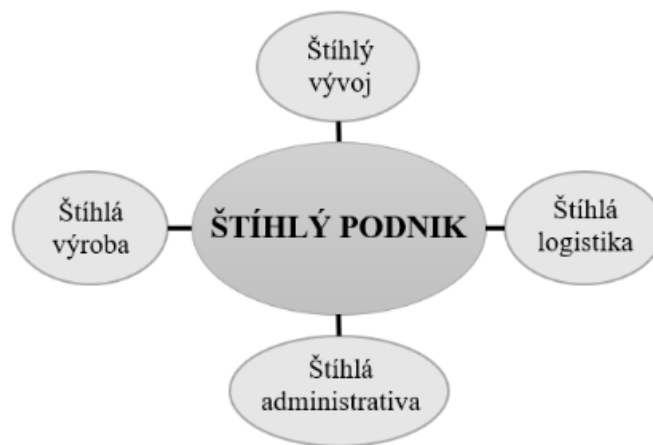 Štíhlý
vývoj
Štíhlá
výroba
ŠTÍHLÝ PODNIK
Štíhlá
logistika
Štíhlá
administrativa